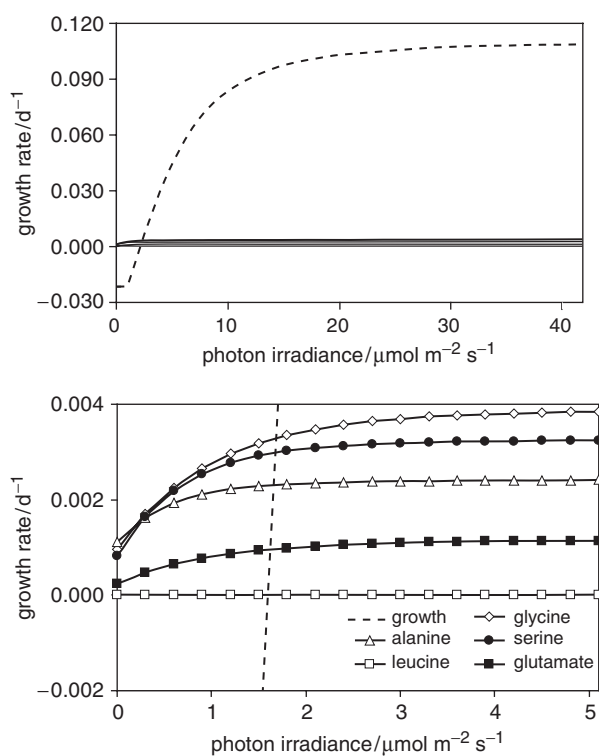 0.120
0.090
0.060
0.030
0.000
−0.030
growth rate/d⁻¹
0 10 20 30 40
photon irradiance/μmol m⁻² s⁻¹
0.004
0.002
0.000
−0.002
growth rate/d⁻¹
growth glycine
alanine serine
leucine glutamate
0 1 2 3 4 5
photon irradiance/μmol m⁻² s⁻¹